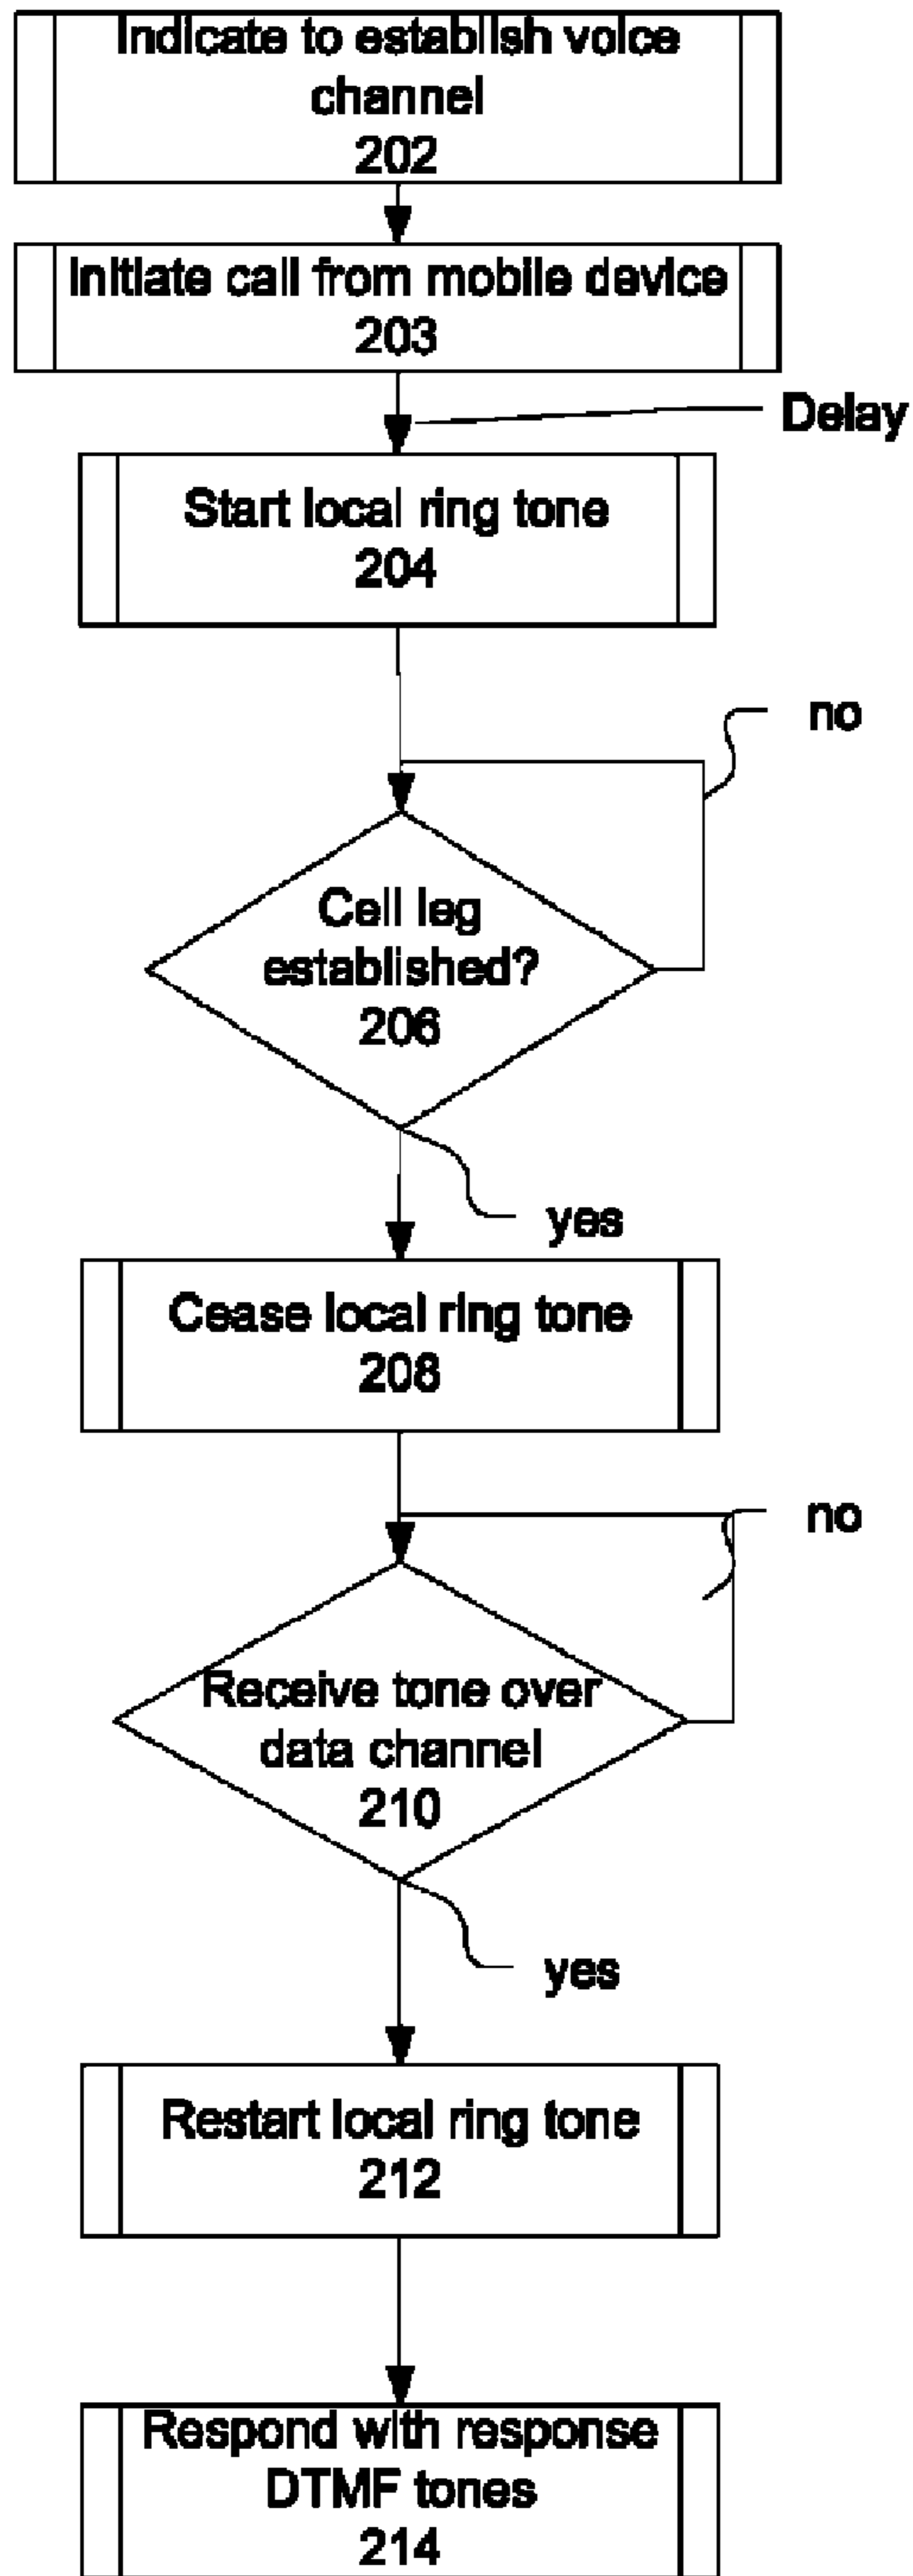 Indicate to establish voice
channel
202
Initiate call from mobile device
203
Delay
Start local ring tone
204
no
Cell leg
established?
206
yes
Cease local ring tone
208
no
Receive tone over
data channel
210
yes
Restart local ring tone
212
Respond with response
DTMF tones
214